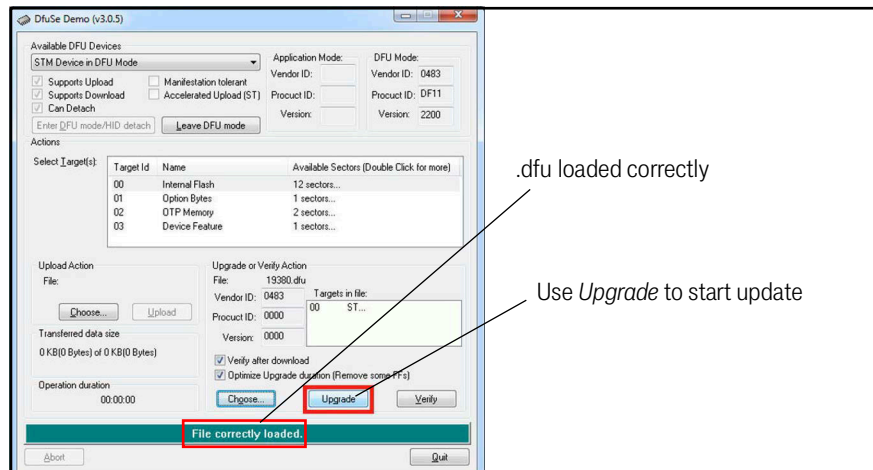 DfuSe Demo (v3.0.5)
Available DFU Devices
STM Device in DFU Mode
Supports Upload
Manifestation tolerant
Supports Download
Accelerated Upload (ST)
Can Detach
Enter DFU mode/HID detach
Leave DFU mode
Application Mode:
Vendor ID:
Procuct ID:
Version:
DFU Mode:
Vendor ID: 0483
Procuct ID: DF11
Version: 2200
Actions
Select Target(s):
Target Id Name Available Sectors (Double Click for more)
00 Internal Flash 12 sectors...
01 Option Bytes 1 sectors...
02 OTP Memory 2 sectors...
03 Device Feature 1 sectors...
Upload Action
File:
Choose... Upload
Transferred data size
0 KB(0 Bytes) of 0 KB(0 Bytes)
Operation duration
00:00:00
Upgrade or Verify Action
File: 19380.dfu
Vendor ID: 0483
Procuct ID: 0000
Version: 0000
Targets in file:
00 ST...
Verify after download
Optimize Upgrade duration (Remove some FFs)
Choose... Upgrade Verify
File correctly loaded.
Abort Quit
.dfu loaded correctly
Use Upgrade to start update